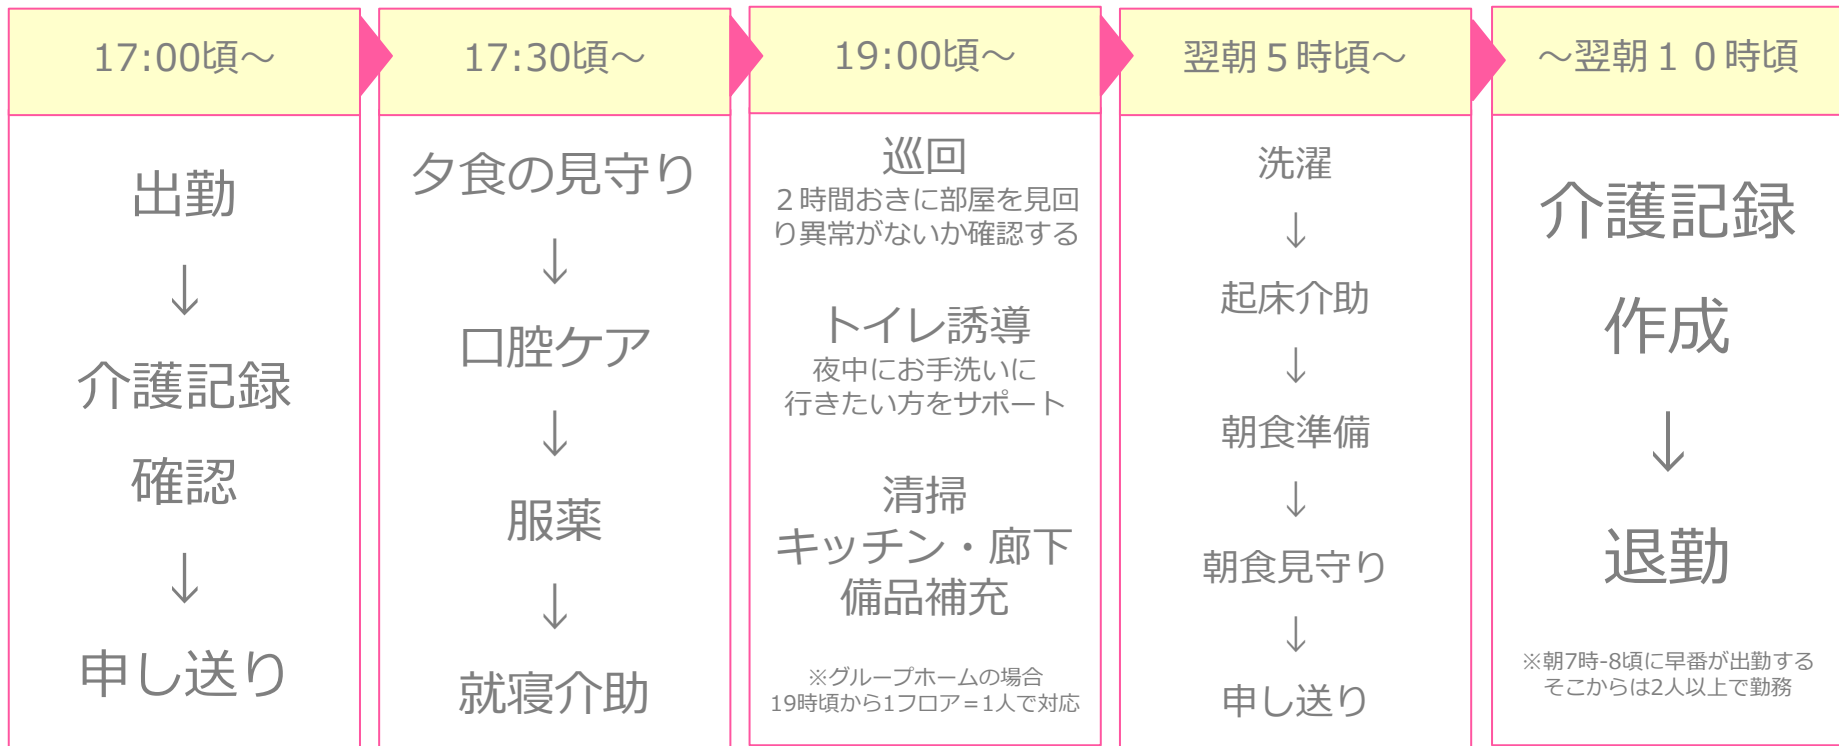 17:00頃～
出勤
↓
介護記録
確認
↓
申し送り
17:30頃～
夕食の見守り
↓
口腔ケア
↓
服薬
↓
就寝介助
19:00頃～
巡回
２時間おきに部屋を見回
り異常がないか確認する
トイレ誘導
夜中にお手洗いに
行きたい方をサポート
清掃
キッチン・廊下
備品補充
※グループホームの場合
19時頃から1フロア＝1人で対応
翌朝５時頃～
洗濯
↓
起床介助
↓
朝食準備
↓
朝食見守り
↓
申し送り
～翌朝１０時頃
介護記録
作成
↓
退勤
※朝7時-8頃に早番が出勤する
そこからは2人以上で勤務